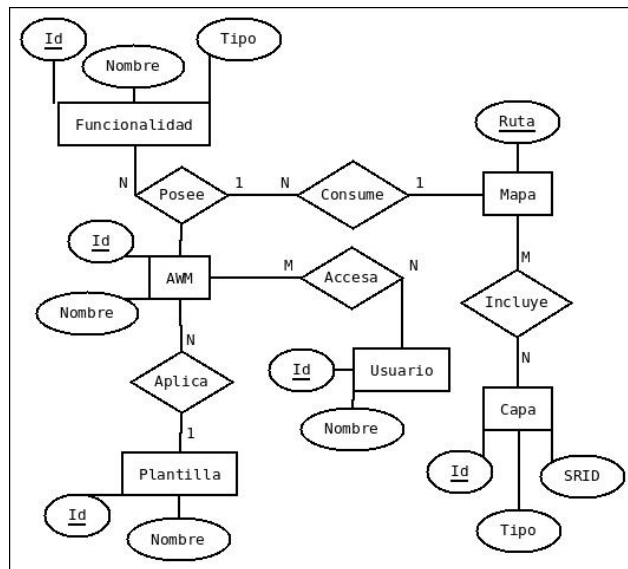 Id
Nombre
Tipo
Funcionalidad
N
Posee
1
N
Consume
1
Ruta
Mapa
Id
AWM
Nombre
M
Accesa
N
M
Incluye
N
N
Aplica
1
Id
Usuario
Nombre
Capa
Id
SRID
Tipo
Plantilla
Id
Nombre